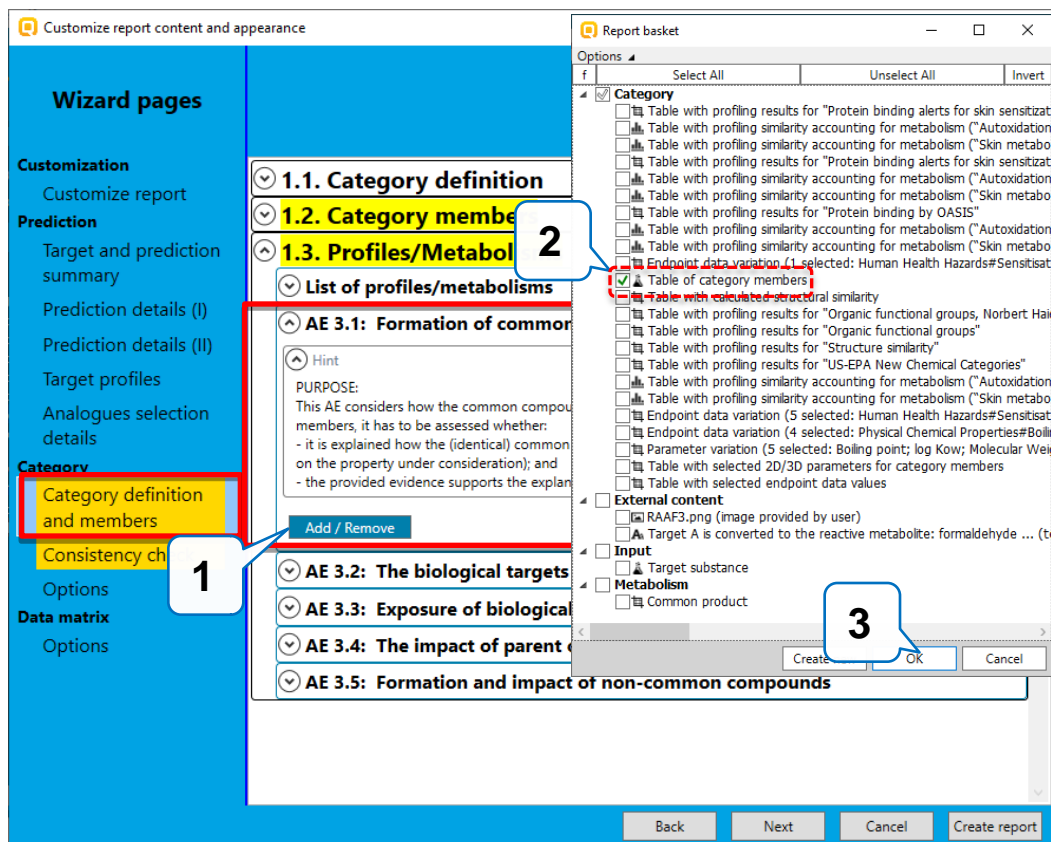 Customize report content and appearance
Wizard pages
Customization
Customize report
Prediction
Target and prediction
summary
Prediction details (I)
Prediction details (II)
Target profiles
Analogues selection
details
Category
Category definition
and members
Consistency ch
Options
Data matrix
Options
1.1. Category definition
1.2. Category members
1.3. Profiles/Metabol
List of profiles/metabolisms
AE 3.1: Formation of common
Hint
PURPOSE:
This AE considers how the common compou
members, it has to be assessed whether:
- it is explained how the (identical) common
on the property under consideration); and
- the provided evidence supports the explan
Add / Remove
AE 3.2: The biological targets
AE 3.3: Exposure of biological
AE 3.4: The impact of parent
AE 3.5: Formation and impact of non-common compounds
1
2
3
Report basket
Options
f Select All Unselect All Invert
Category
Table with profiling results for "Protein binding alerts for skin sensitizat
Table with profiling similarity accounting for metabolism ("Autoxidation
Table with profiling similarity accounting for metabolism ("Skin metabo
Table with profiling results for "Protein binding alerts for skin sensitizat
Table with profiling similarity accounting for metabolism ("Autoxidation
Table with profiling similarity accounting for metabolism ("Skin metabo
Table with profiling results for "Protein binding by OASIS"
Table with profiling similarity accounting for metabolism ("Autoxidation
Table with profiling similarity accounting for metabolism ("Skin metabo
Endpoint data variation (1 selected: Human Health Hazards#Sensitisat
Table of category members
Table with calculated structural similarity
Table with profiling results for "Organic functional groups, Norbert Hai
Table with profiling results for "Organic functional groups"
Table with profiling results for "Structure similarity"
Table with profiling results for "US-EPA New Chemical Categories"
Table with profiling similarity accounting for metabolism ("Autoxidation
Table with profiling similarity accounting for metabolism ("Skin metabo
Endpoint data variation (5 selected: Human Health Hazards#Sensitisat
Endpoint data variation (4 selected: Physical Chemical Properties#Boilin
Parameter variation (5 selected: Boiling point; log Kow; Molecular Wei
Table with selected 2D/3D parameters for category members
Table with selected endpoint data values
External content
RAAF3.png (image provided by user)
Target A is converted to the reactive metabolite: formaldehyde ... (t
Input
Target substance
Metabolism
Common product
Create OK Cancel
Back Next Cancel Create report